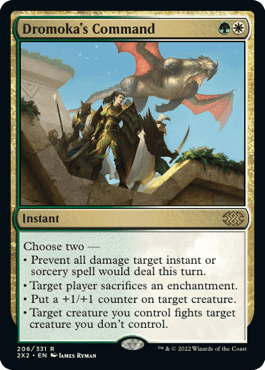 Dromoka's Command
Instant
Choose two —
• Prevent all damage target instant or
sorcery spell would deal this turn.
• Target player sacrifices an enchantment.
• Put a +1/+1 counter on target creature.
• Target creature you control fights target
creature you don't control.
206/331 R
2X2 • EN JAMES RYMAN
™ & © 2022 Wizards of the Coast